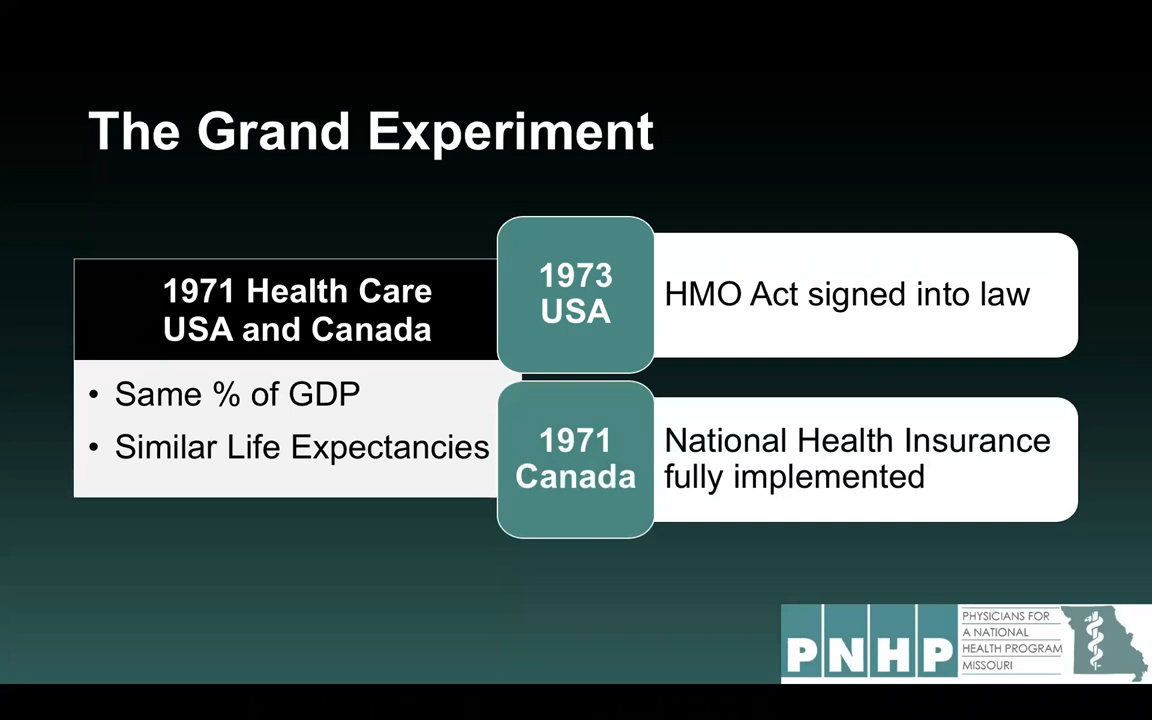 The Grand Experiment
1971 Health Care
USA and Canada
• Same % of GDP
• Similar Life Expectancies
1973
USA
HMO Act signed into law
1971
Canada
National Health Insurance
fully implemented
PNHP
PHYSICIANS FOR
A NATIONAL
HEALTH PROGRAM
MISSOURI